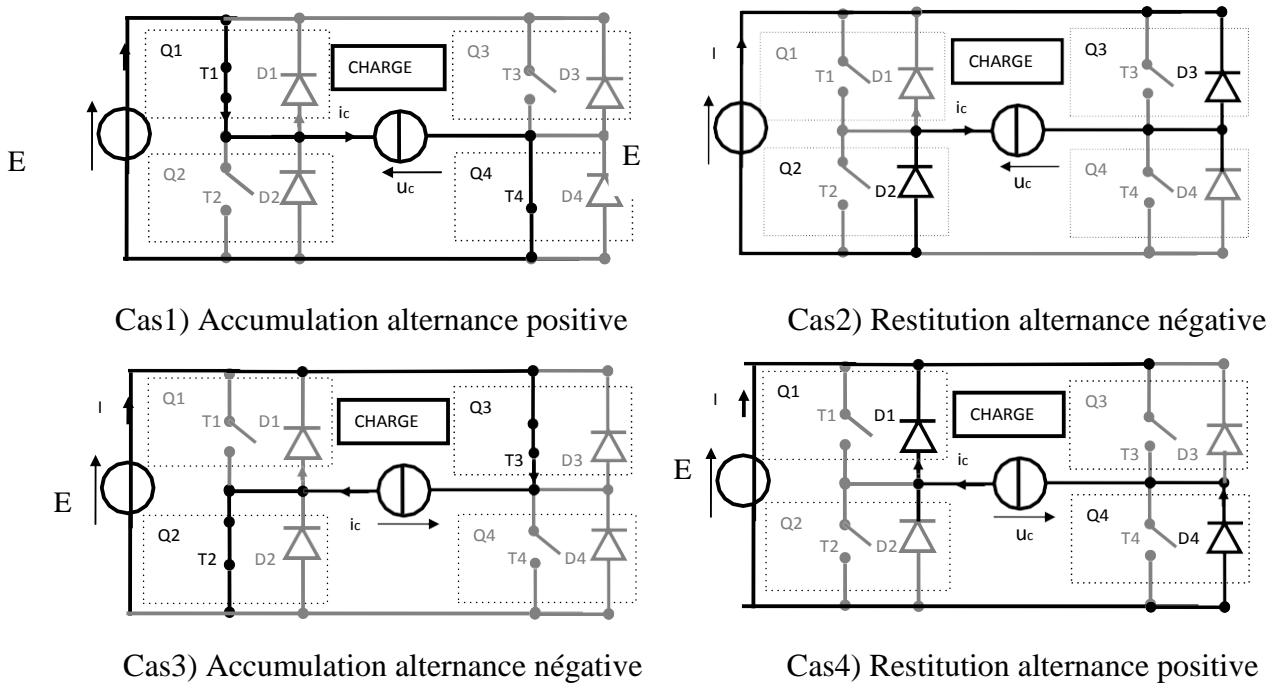 Q1
T1
D1
CHARGE
Q3
T3
D3
ic
E
Q2
T2
D2
uc
Q4
T4
D4
E
Cas1) Accumulation alternance positive
I
Q1
T1
D1
CHARGE
Q3
T3
D3
ic
Q2
T2
D2
uc
Q4
T4
D4
Cas2) Restitution alternance négative
I
Q1
T1
D1
CHARGE
Q3
T3
D3
E
Q2
T2
D2
ic
Q4
T4
D4
Cas3) Accumulation alternance négative
I
Q1
T1
D1
CHARGE
Q3
T3
D3
ic
E
Q2
T2
D2
uc
Q4
T4
D4
Cas4) Restitution alternance positive